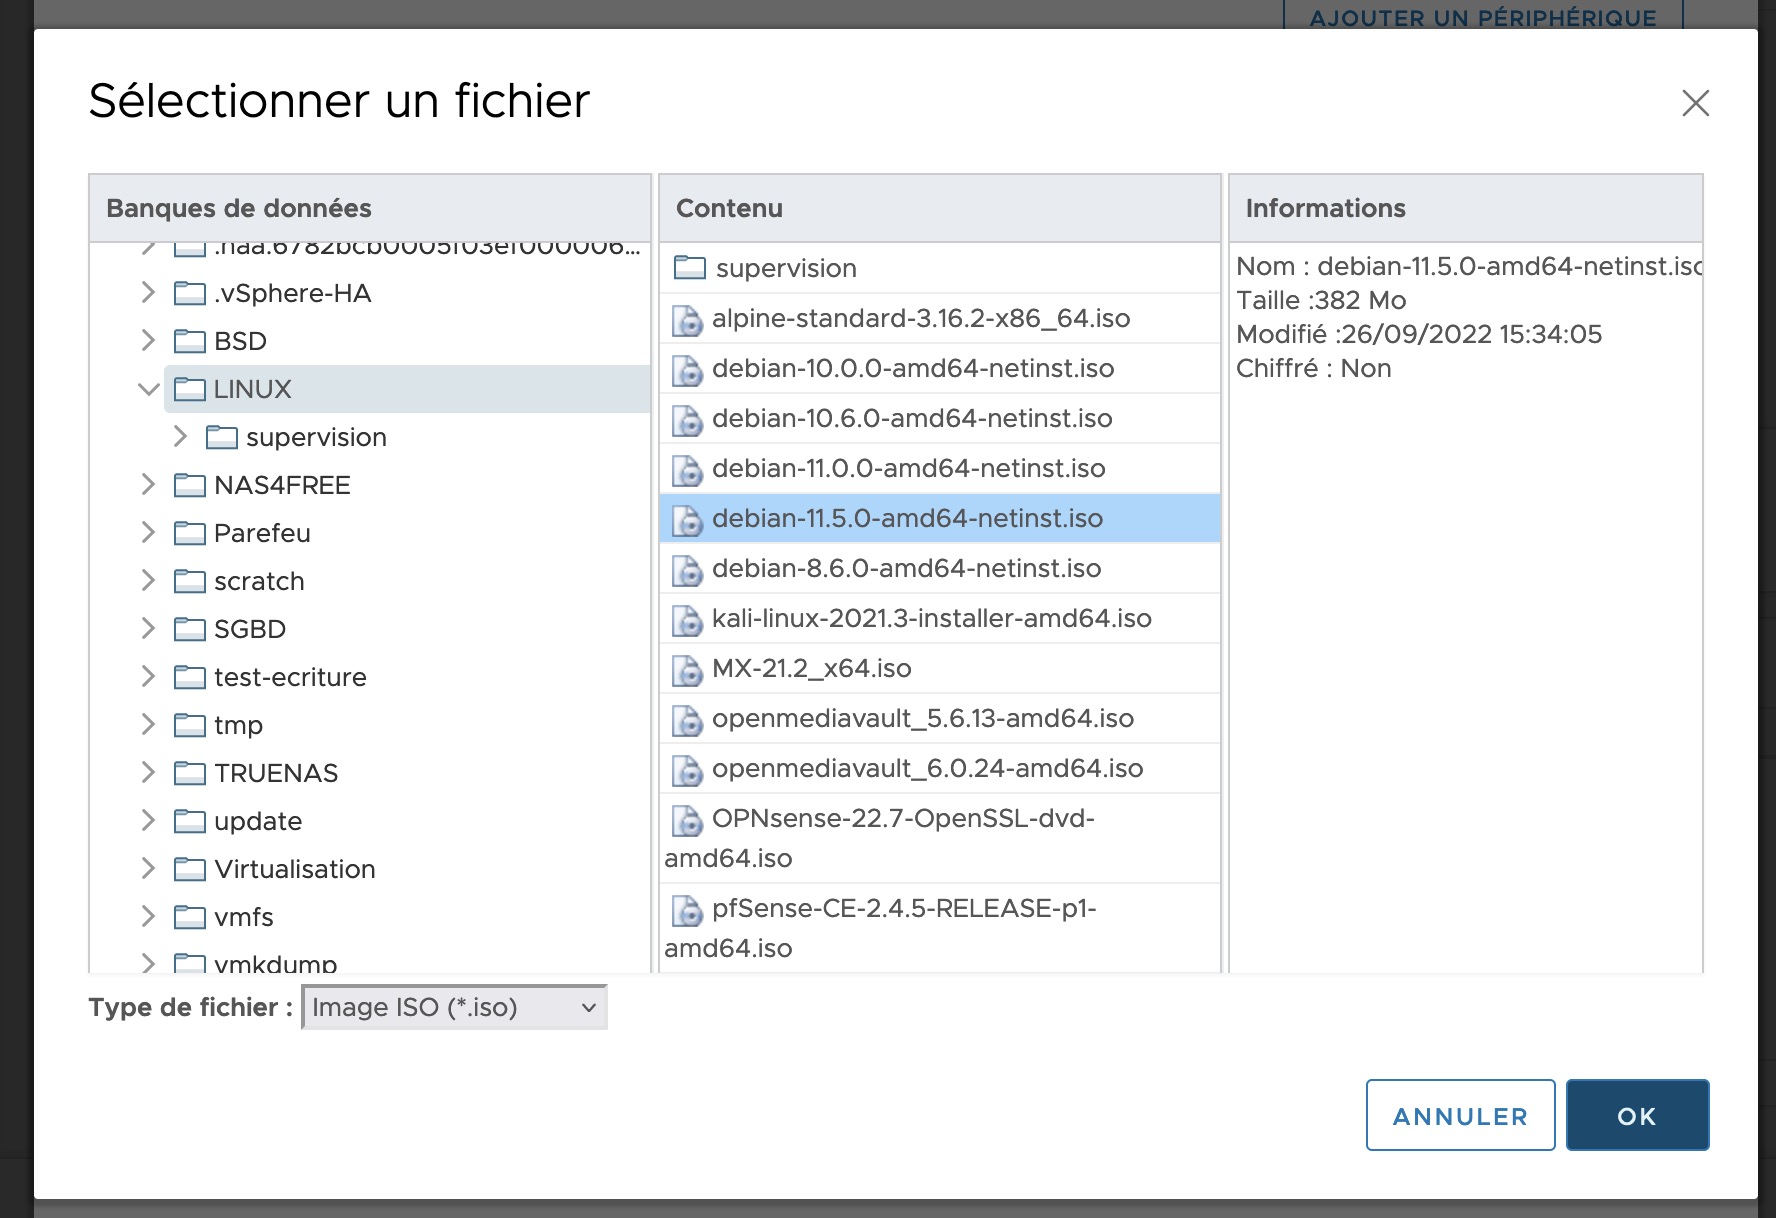 AJOUTER UN PÉRIPHÉRIQUE
Sélectionner un fichier
Banques de données
.naa.6782bcb0005f03ef000006...
.vSphere-HA
BSD
LINUX
supervision
NAS4FREE
Parefeu
scratch
SGBD
test-ecriture
tmp
TRUENAS
update
Virtualisation
vmfs
vmkdump
Contenu
supervision
alpine-standard-3.16.2-x86_64.iso
debian-10.0.0-amd64-netinst.iso
debian-10.6.0-amd64-netinst.iso
debian-11.0.0-amd64-netinst.iso
debian-11.5.0-amd64-netinst.iso
debian-8.6.0-amd64-netinst.iso
kali-linux-2021.3-installer-amd64.iso
MX-21.2_x64.iso
openmediavault_5.6.13-amd64.iso
openmediavault_6.0.24-amd64.iso
OPNsense-22.7-OpenSSL-dvd-
amd64.iso
pfSense-CE-2.4.5-RELEASE-p1-
amd64.iso
Informations
Nom : debian-11.5.0-amd64-netinst.iso
Taille :382 Mo
Modifié :26/09/2022 15:34:05
Chiffré : Non
Type de fichier : Image ISO (*.iso)
ANNULER
OK